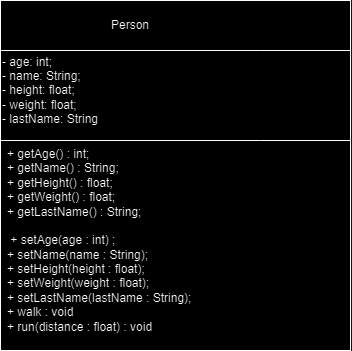 Person
- age: int;
- name: String;
- height: float;
- weight: float;
- lastName: String
+ getAge() : int;
+ getName() : String;
+ getHeight() : float;
+ getWeight() : float;
+ getLastName() : String;
+ setAge(age : int) ;
+ setName(name : String);
+ setHeight(height : float);
+ setWeight(weight : float);
+ setLastName(lastName : String);
+ walk : void
+ run(distance : float) : void